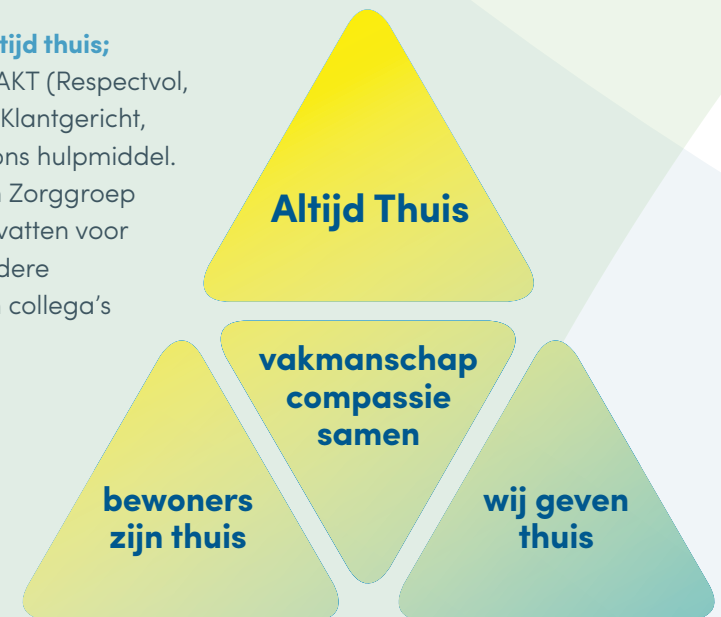 tijd thuis;
AKT (Respectvol,
Klantgericht,
ons hulpmiddel.
Zorggroep
vatten voor
dere
collega's
Altijd Thuis
vakmanschap
compassie
samen
bewoners
zijn thuis
wij geven
thuis